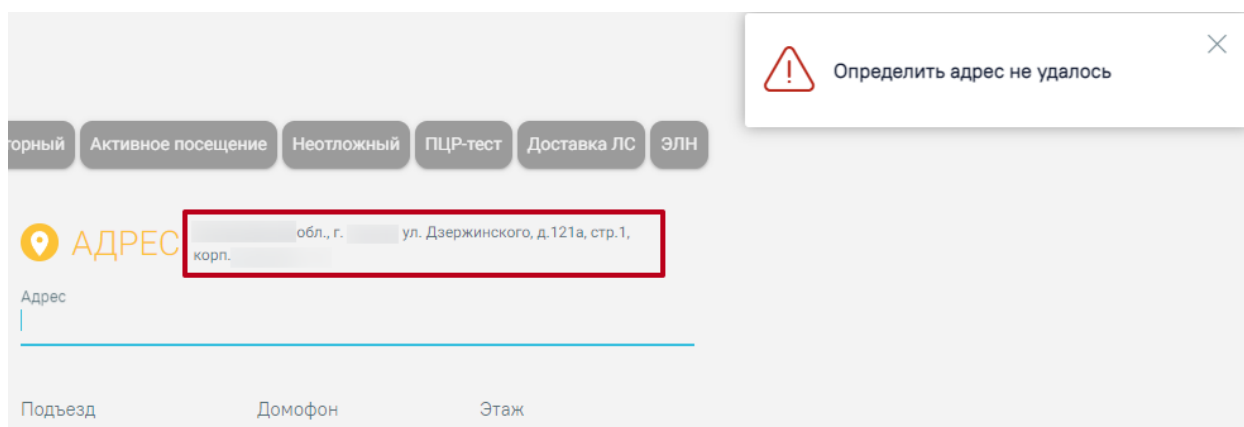 Определить адрес не удалось
торный Активное посещение Неотложный ПЦР-тест Доставка ЛС ЭЛН
АДРЕС
обл., г. ул. Дзержинского, д.121а, стр.1,
корп.
Адрес
Подъезд Домофон Этаж